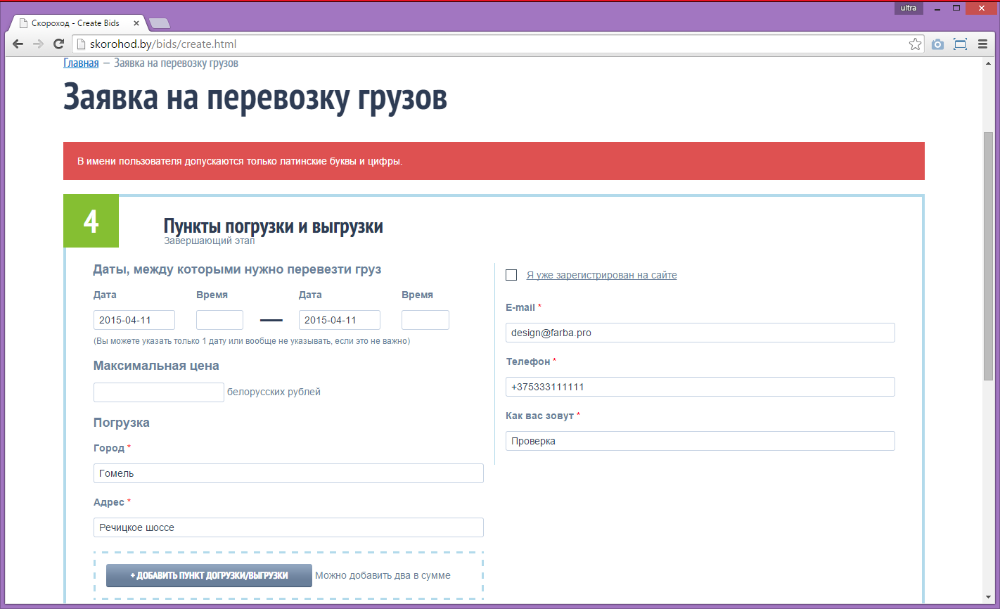 ultra
Скороход - Create Bids
skorohod.by/bids/create.html
Главная — Заявка на перевозку грузов
Заявка на перевозку грузов
В имени пользователя допускаются только латинские буквы и цифры.
4
Пункты погрузки и выгрузки
Завершающий этап
Даты, между которыми нужно перевезти груз
Дата Время Дата Время
2015-04-11 2015-04-11
(Вы можете указать только 1 дату или вообще не указывать, если это не важно)
Максимальная цена
белорусских рублей
Погрузка
Город *
Гомель
Адрес *
Речицкое шоссе
+ ДОБАВИТЬ ПУНКТ ДОГРУЗКИ/ВЫГРУЗКИ Можно добавить два в сумме
Я уже зарегистрирован на сайте
E-mail *
design@farba.pro
Телефон *
+375333111111
Как вас зовут *
Проверка